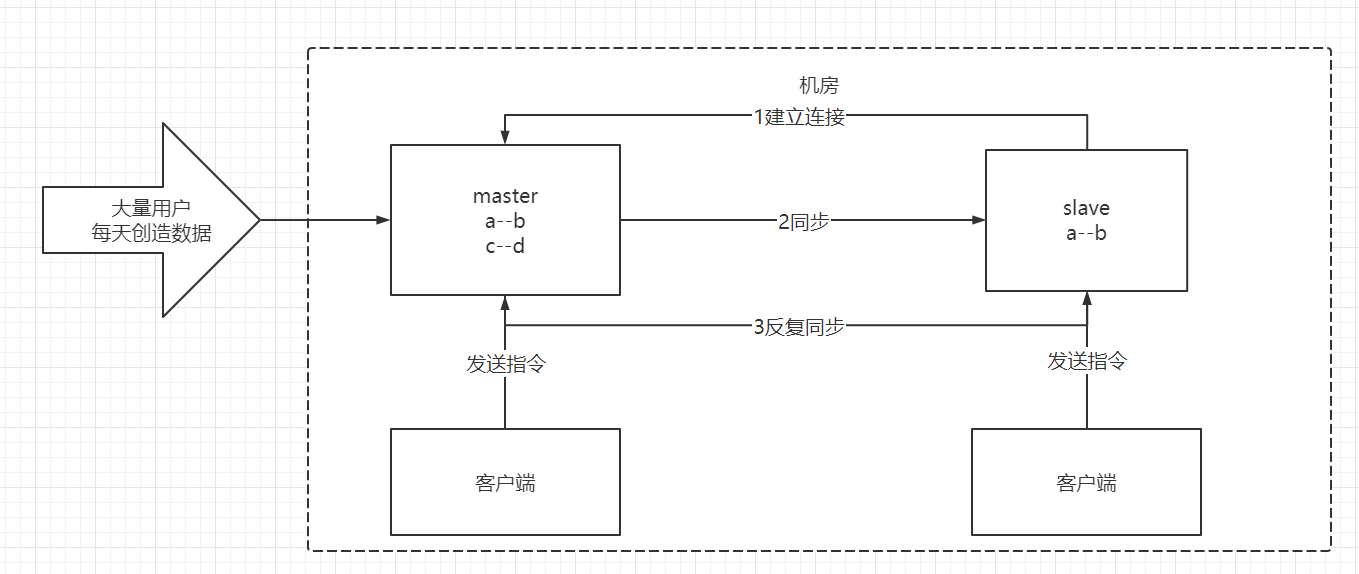 机房
1建立连接
大量用户
每天创造数据
master
a--b
c--d
2同步
slave
a--b
3反复同步
发送指令
发送指令
客户端
客户端